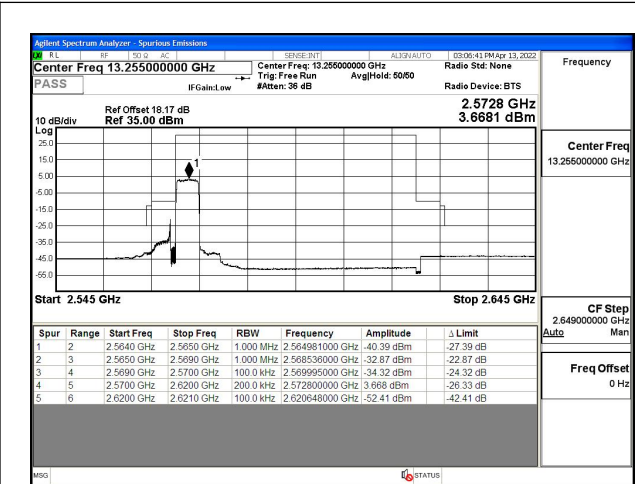 Agilent Spectrum Analyzer - Spurious Emissions
RL RF 50 Ω AC SENSE:INT ALIGN AUTO 03:06:41 PM Apr 13, 2022
Center Freq 13.255000000 GHz
Center Freq: 13.255000000 GHz
Radio Std: None
Trig: Free Run Avg|Hold: 50/50
PASS IFGain:Low #Atten: 36 dB Radio Device: BTS
Ref Offset 18.17 dB 2.5728 GHz
10 dB/div Ref 35.00 dBm 3.6681 dBm
Log
25.0
15.0
5.00
-5.00
-15.0
-25.0
-35.0
-45.0
-55.0
1
Start 2.545 GHz Stop 2.645 GHz
Spur Range Start Freq Stop Freq RBW Frequency Amplitude Δ Limit
1 2 2.5640 GHz 2.5650 GHz 1.000 MHz 2.564981000 GHz -40.39 dBm -27.39 dB
2 3 2.5650 GHz 2.5690 GHz 1.000 MHz 2.568536000 GHz -32.87 dBm -22.87 dB
3 4 2.5690 GHz 2.5700 GHz 100.0 kHz 2.569995000 GHz -34.32 dBm -24.32 dB
4 5 2.5700 GHz 2.6200 GHz 200.0 kHz 2.572800000 GHz 3.668 dBm -26.33 dB
5 6 2.6200 GHz 2.6210 GHz 100.0 kHz 2.620648000 GHz -52.41 dBm -42.41 dB
MSG STATUS
Frequency
Center Freq
13.255000000 GHz
CF Step
2.649000000 GHz
Auto Man
Freq Offset
0 Hz